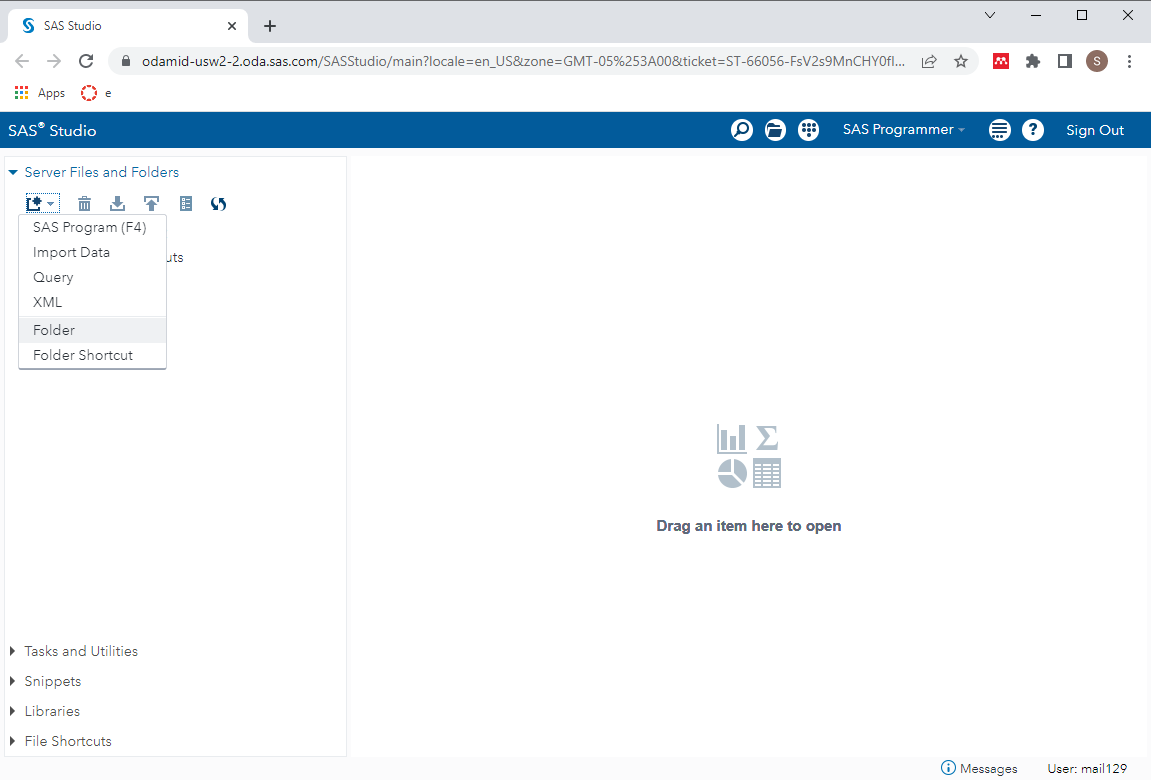 SAS Studio
odamid-usw2-2.oda.sas.com/SASStudio/main?locale=en_US&zone=GMT-05%253A00&ticket=ST-66056-FsV2s9MnCHY0fl...
S
Apps
e
SAS® Studio
SAS Programmer
?
Sign Out
Server Files and Folders
SAS Program (F4)
Import Data
uts
Query
XML
Folder
Folder Shortcut
Drag an item here to open
Tasks and Utilities
Snippets
Libraries
File Shortcuts
Messages
User: mail129